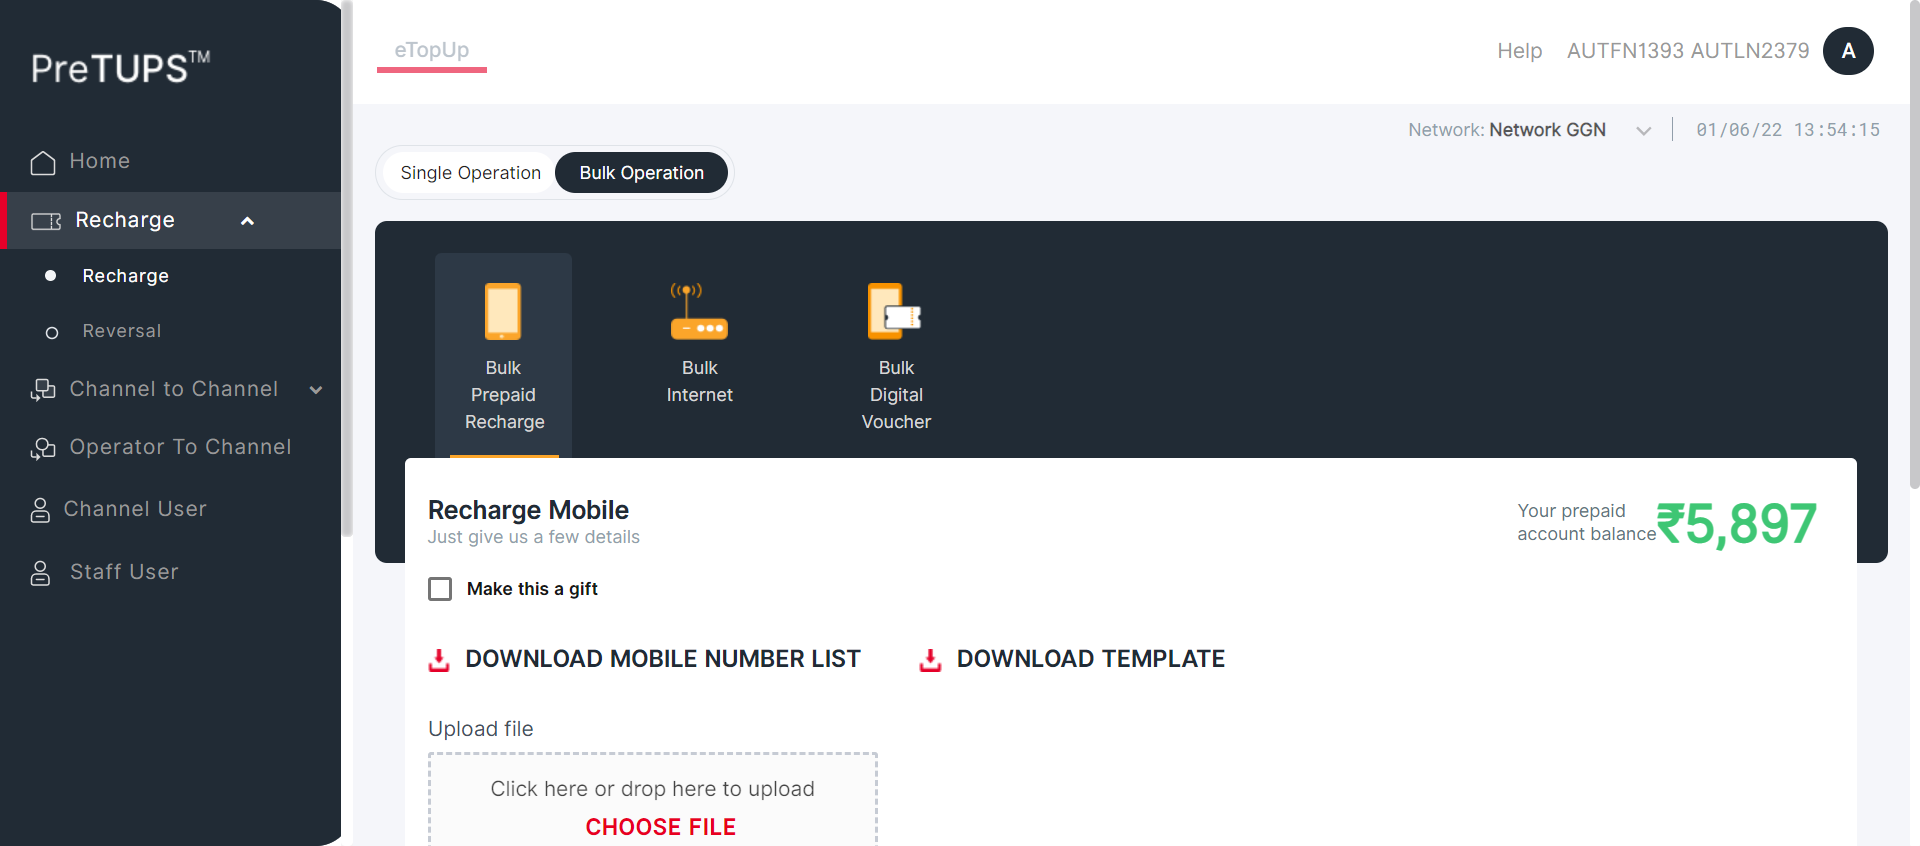 PreTUPS™
Home
Recharge
Recharge
Reversal
Channel to Channel
Operator To Channel
Channel User
Staff User
eTopUp
Help AUTFN1393 AUTLN2379 A
Network: Network GGN 01/06/22 13:54:15
Single Operation Bulk Operation
Bulk
Prepaid
Recharge
Bulk
Internet
Bulk
Digital
Voucher
Recharge Mobile
Just give us a few details
Your prepaid
account balance
₹5,897
Make this a gift
DOWNLOAD MOBILE NUMBER LIST DOWNLOAD TEMPLATE
Upload file
Click here or drop here to upload
CHOOSE FILE